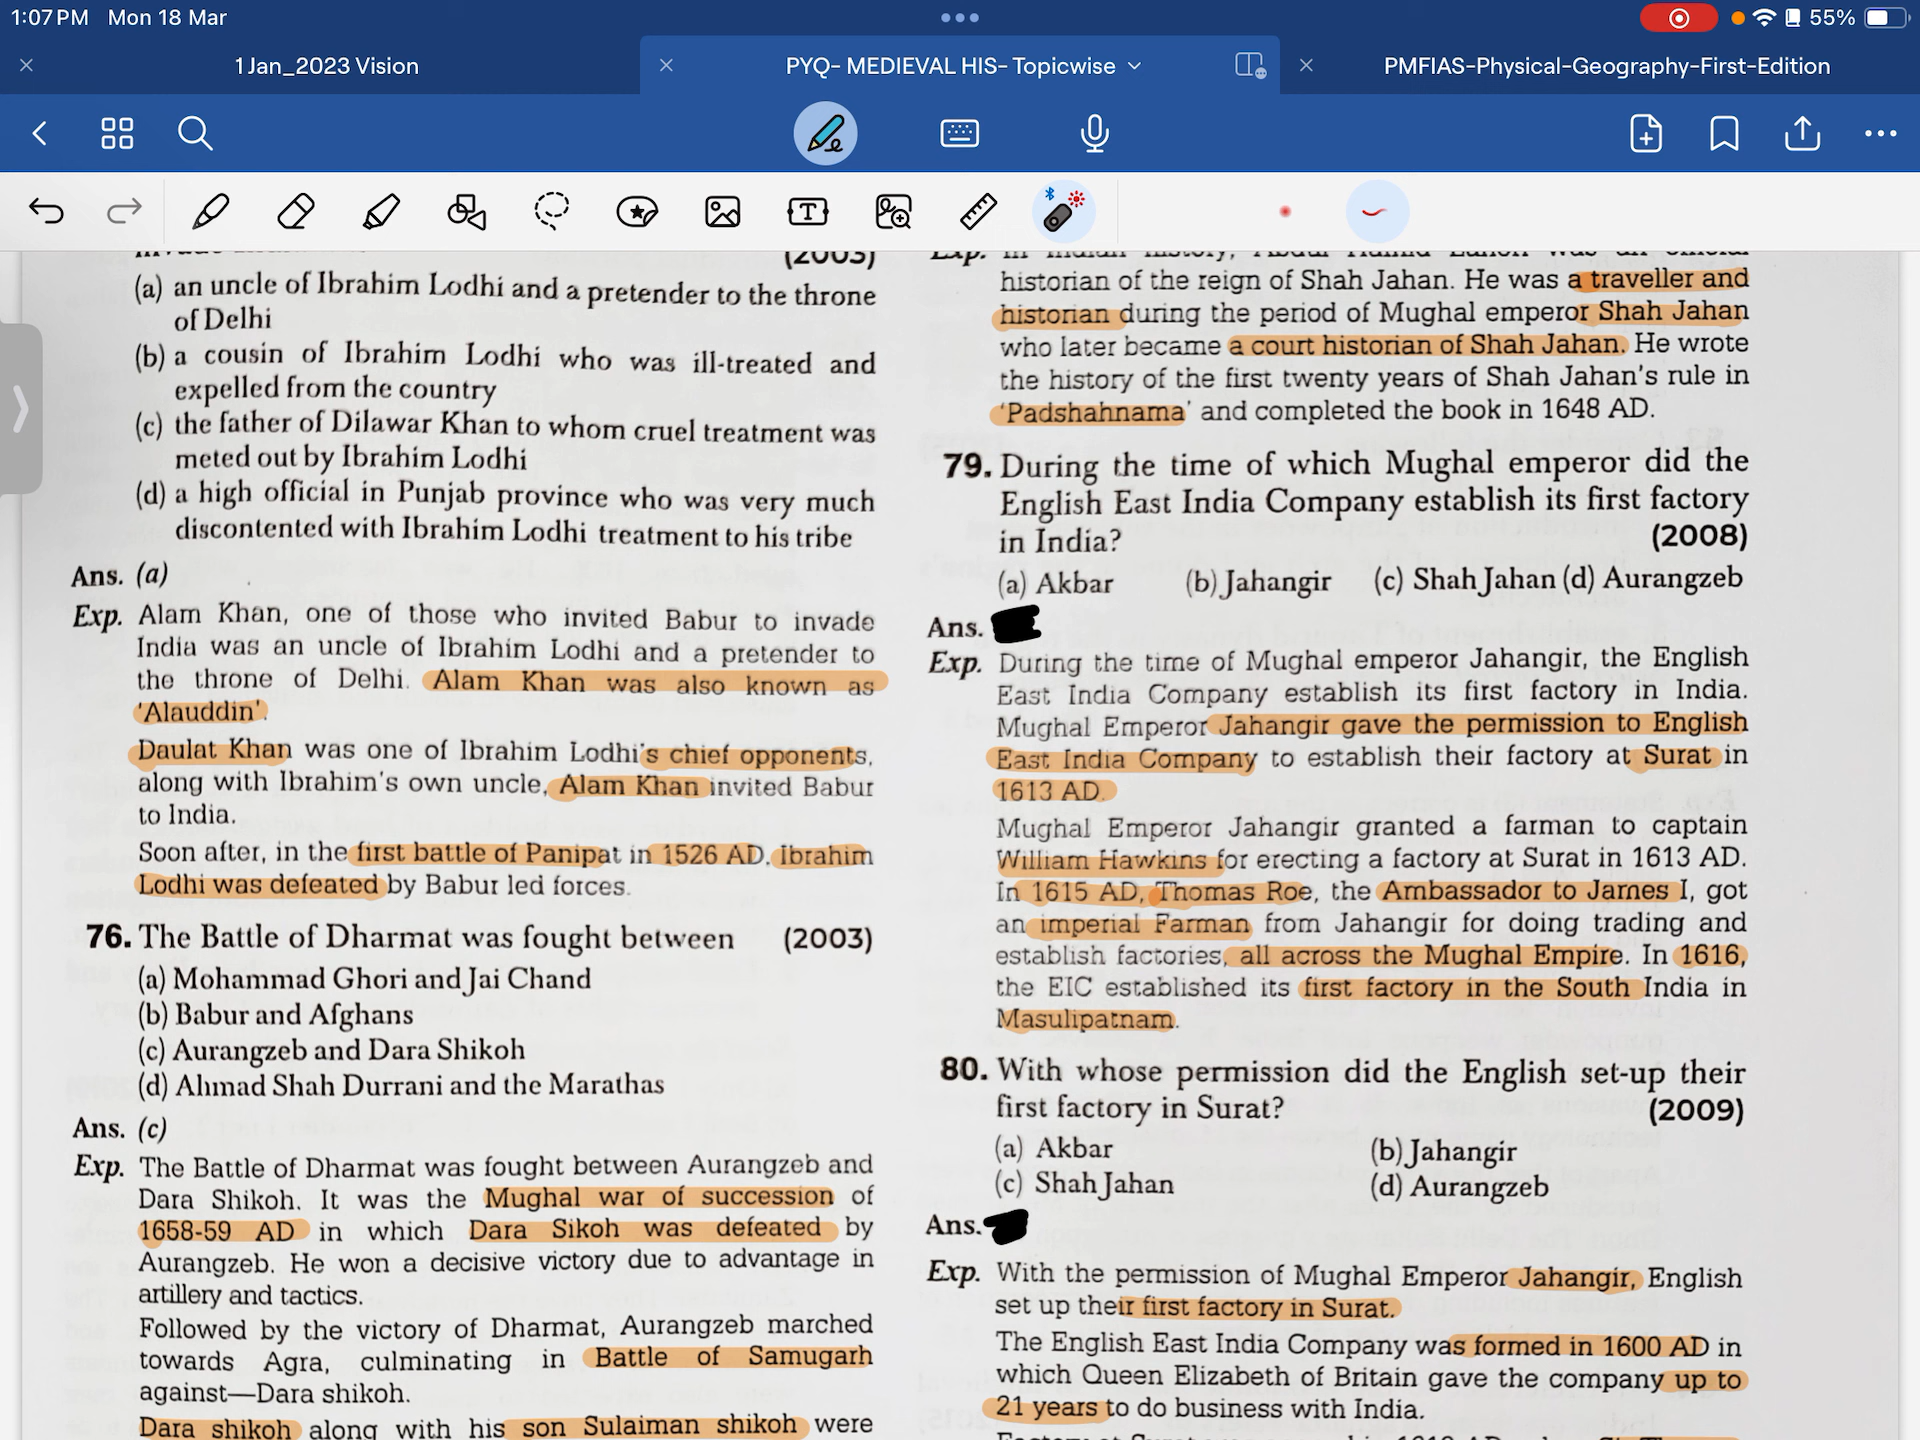 1:07 PM Mon 18 Mar
55%
1Jan_2023 Vision
PYQ- MEDIEVAL HIS- Topicwise
PMFIAS-Physical-Geography-First-Edition
(2003)
(a) an uncle of Ibrahim Lodhi and a pretender to the throne
of Delhi
(b) a cousin of Ibrahim Lodhi who was ill-treated and
expelled from the country
(c) the father of Dilawar Khan to whom cruel treatment was
meted out by Ibrahim Lodhi
(d) a high official in Punjab province who was very much
discontented with Ibrahim Lodhi treatment to his tribe
Ans. (a)
Exp. Alam Khan, one of those who invited Babur to invade
India was an uncle of Ibrahim Lodhi and a pretender to
the throne of Delhi. Alam Khan was also known as
'Alauddin'.
Daulat Khan was one of Ibrahim Lodhi's chief opponents,
along with Ibrahim's own uncle, Alam Khan invited Babur
to India.
Soon after, in the first battle of Panipat in 1526 AD. Ibrahim
Lodhi was defeated by Babur led forces.
76. The Battle of Dharmat was fought between (2003)
(a) Mohammad Ghori and Jai Chand
(b) Babur and Afghans
(c) Aurangzeb and Dara Shikoh
(d) Ahmad Shah Durrani and the Marathas
Ans. (c)
Exp. The Battle of Dharmat was fought between Aurangzeb and
Dara Shikoh. It was the Mughal war of succession of
1658-59 AD in which Dara Sikoh was defeated by
Aurangzeb. He won a decisive victory due to advantage in
artillery and tactics.
Followed by the victory of Dharmat, Aurangzeb marched
towards Agra, culminating in Battle of Samugarh
against—Dara shikoh.
Dara shikoh along with his son Sulaiman shikoh were
Exp. In Indian history, Abdul Hamid Lahori was an official
historian of the reign of Shah Jahan. He was a traveller and
historian during the period of Mughal emperor Shah Jahan
who later became a court historian of Shah Jahan. He wrote
the history of the first twenty years of Shah Jahan's rule in
'Padshahnama' and completed the book in 1648 AD.
79. During the time of which Mughal emperor did the
English East India Company establish its first factory
in India? (2008)
(a) Akbar (b) Jahangir (c) Shah Jahan (d) Aurangzeb
Ans.
Exp. During the time of Mughal emperor Jahangir, the English
East India Company establish its first factory in India.
Mughal Emperor Jahangir gave the permission to English
East India Company to establish their factory at Surat in
1613 AD.
Mughal Emperor Jahangir granted a farman to captain
William Hawkins for erecting a factory at Surat in 1613 AD.
In 1615 AD, Thomas Roe, the Ambassador to James I, got
an imperial Farman from Jahangir for doing trading and
establish factories, all across the Mughal Empire. In 1616,
the EIC established its first factory in the South India in
Masulipatnam.
80. With whose permission did the English set-up their
first factory in Surat? (2009)
(a) Akbar (b) Jahangir
(c) Shah Jahan (d) Aurangzeb
Ans.
Exp. With the permission of Mughal Emperor Jahangir, English
set up their first factory in Surat.
The English East India Company was formed in 1600 AD in
which Queen Elizabeth of Britain gave the company up to
21 years to do business with India.